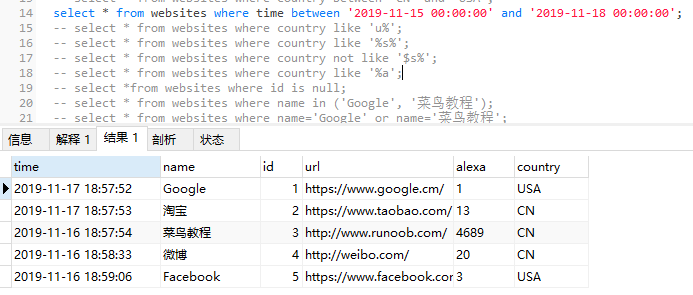 14 select * from websites where time between '2019-11-15 00:00:00' and '2019-11-18 00:00:00';
15 -- select * from websites where country like 'u%';
16 -- select * from websites where country like '%s%';
17 -- select * from websites where country not like '$s%';
18 -- select * from websites where country like '%a';
19 -- select *from websites where id is null;
20 -- select * from websites where name in ('Google', '菜鸟教程');
21 -- select * from websites where name='Google' or name='菜鸟教程';
信息 解释 1 结果 1 剖析 状态
time name id url alexa country
2019-11-17 18:57:52 Google 1 https://www.google.cm/ 1 USA
2019-11-17 18:57:53 淘宝 2 https://www.taobao.com/ 13 CN
2019-11-16 18:57:54 菜鸟教程 3 http://www.runoob.com/ 4689 CN
2019-11-16 18:58:33 微博 4 http://weibo.com/ 20 CN
2019-11-16 18:59:06 Facebook 5 https://www.facebook.com 3 USA